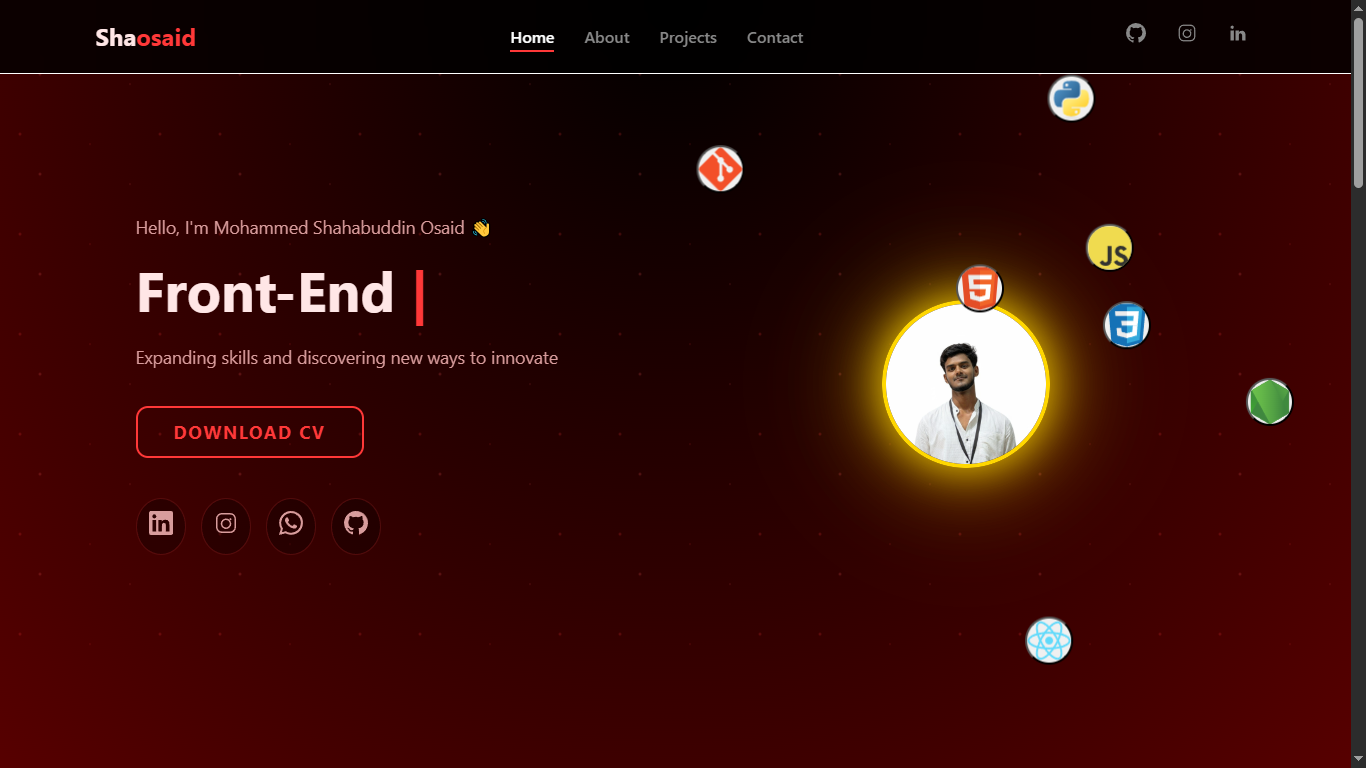 Shaosaid
Home About Projects Contact
Hello, I'm Mohammed Shahabuddin Osaid 👋
Front-End |
Expanding skills and discovering new ways to innovate
DOWNLOAD CV
JS
5
3
in
in